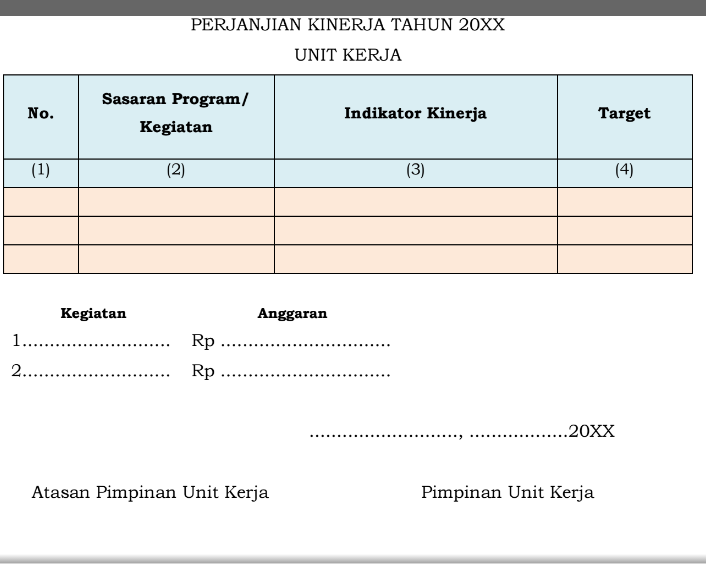 PERJANJIAN KINERJA TAHUN 20XX
UNIT KERJA
No. Sasaran Program/ Kegiatan Indikator Kinerja Target
(1) (2) (3) (4)
Kegiatan Anggaran
1........................... Rp ...............................
2........................... Rp ...............................
..........................., ..................20XX
Atasan Pimpinan Unit Kerja Pimpinan Unit Kerja